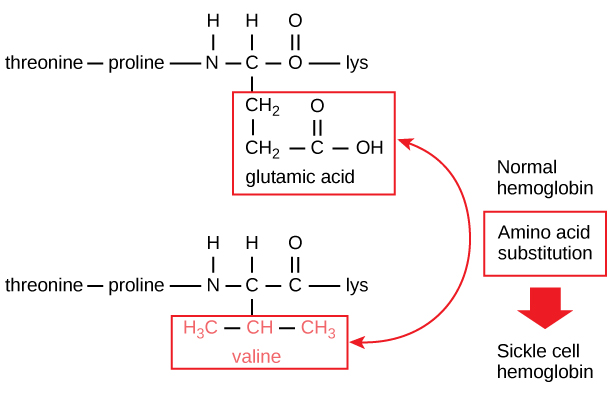 H H O
threonine — proline — N — C — O — lys
CH2 O
CH2 — C — OH
glutamic acid
Normal
hemoglobin
Amino acid
substitution
H H O
threonine — proline — N — C — C — lys
H3C — CH — CH3
valine
Sickle cell
hemoglobin